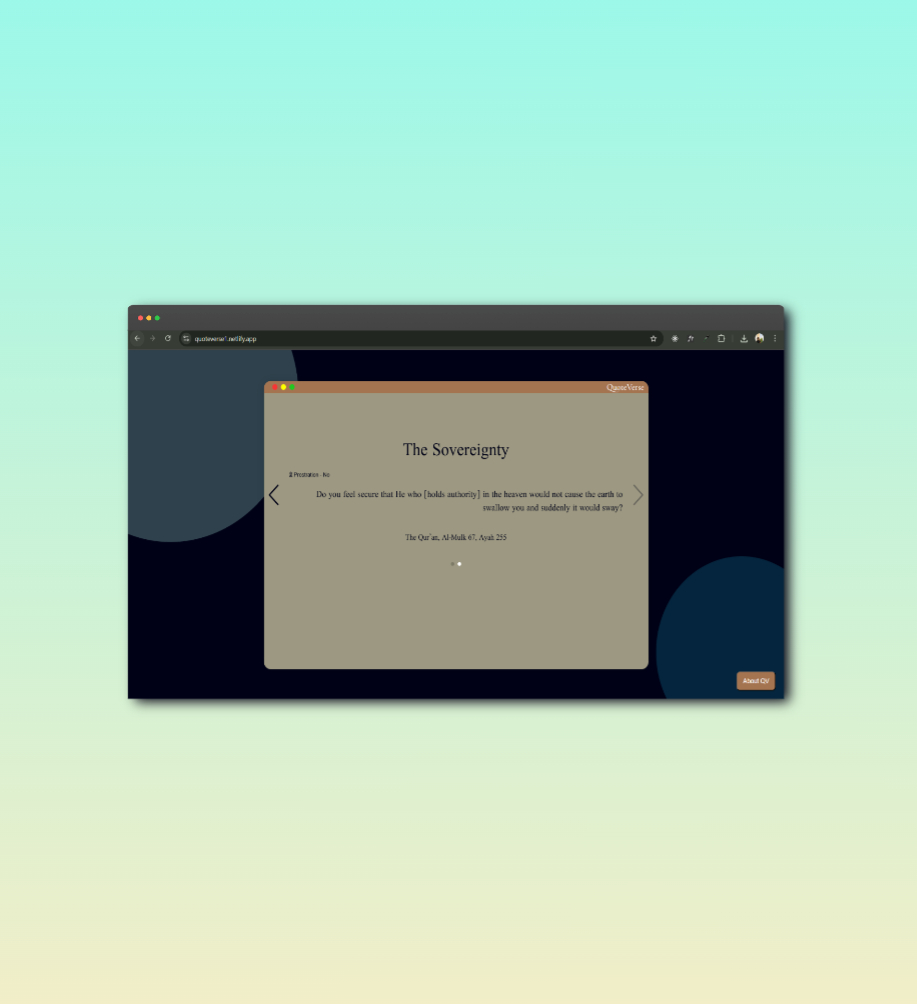 quoteverse1.netlify.app
QuoteVerse
The Sovereignty
Prostration - No
Do you feel secure that He who [holds authority] in the heaven would not cause the earth to
swallow you and suddenly it would sway?
The Qur'an, Al-Mulk 67, Ayah 255
About QV